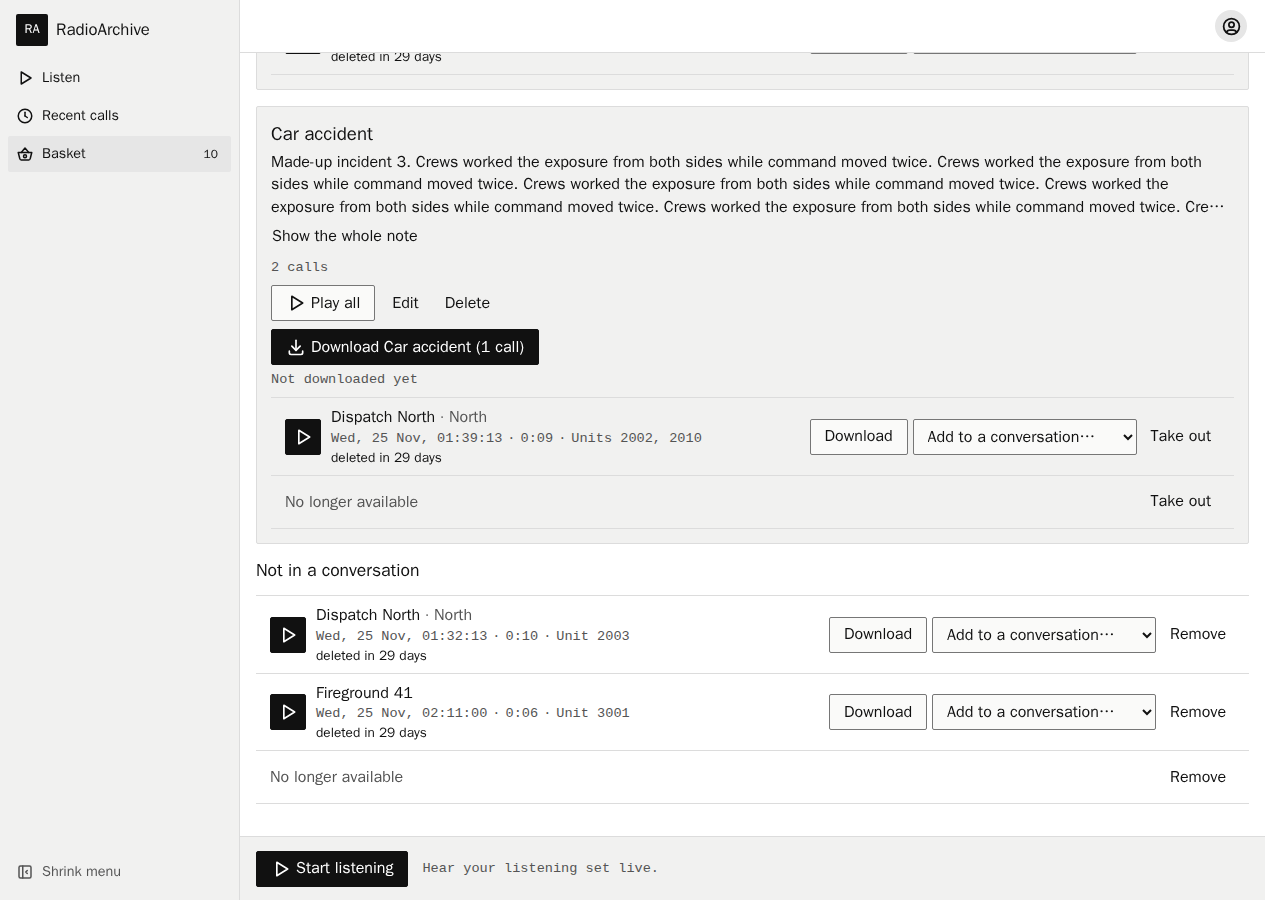 RA RadioArchive
Listen
Recent calls
Basket 10
deleted in 29 days
Car accident
Made-up incident 3. Crews worked the exposure from both sides while command moved twice. Crews worked the exposure from both
sides while command moved twice. Crews worked the exposure from both sides while command moved twice. Crews worked the
exposure from both sides while command moved twice. Crews worked the exposure from both sides while command moved twice. Cre…
Show the whole note
2 calls
Play all Edit Delete
Download Car accident (1 call)
Not downloaded yet
Dispatch North · North
Wed, 25 Nov, 01:39:13 · 0:09 · Units 2002, 2010
deleted in 29 days
Download Add to a conversation… Take out
No longer available Take out
Not in a conversation
Dispatch North · North
Wed, 25 Nov, 01:32:13 · 0:10 · Unit 2003
deleted in 29 days
Download Add to a conversation… Remove
Fireground 41
Wed, 25 Nov, 02:11:00 · 0:06 · Unit 3001
deleted in 29 days
Download Add to a conversation… Remove
No longer available Remove
Shrink menu
Start listening Hear your listening set live.